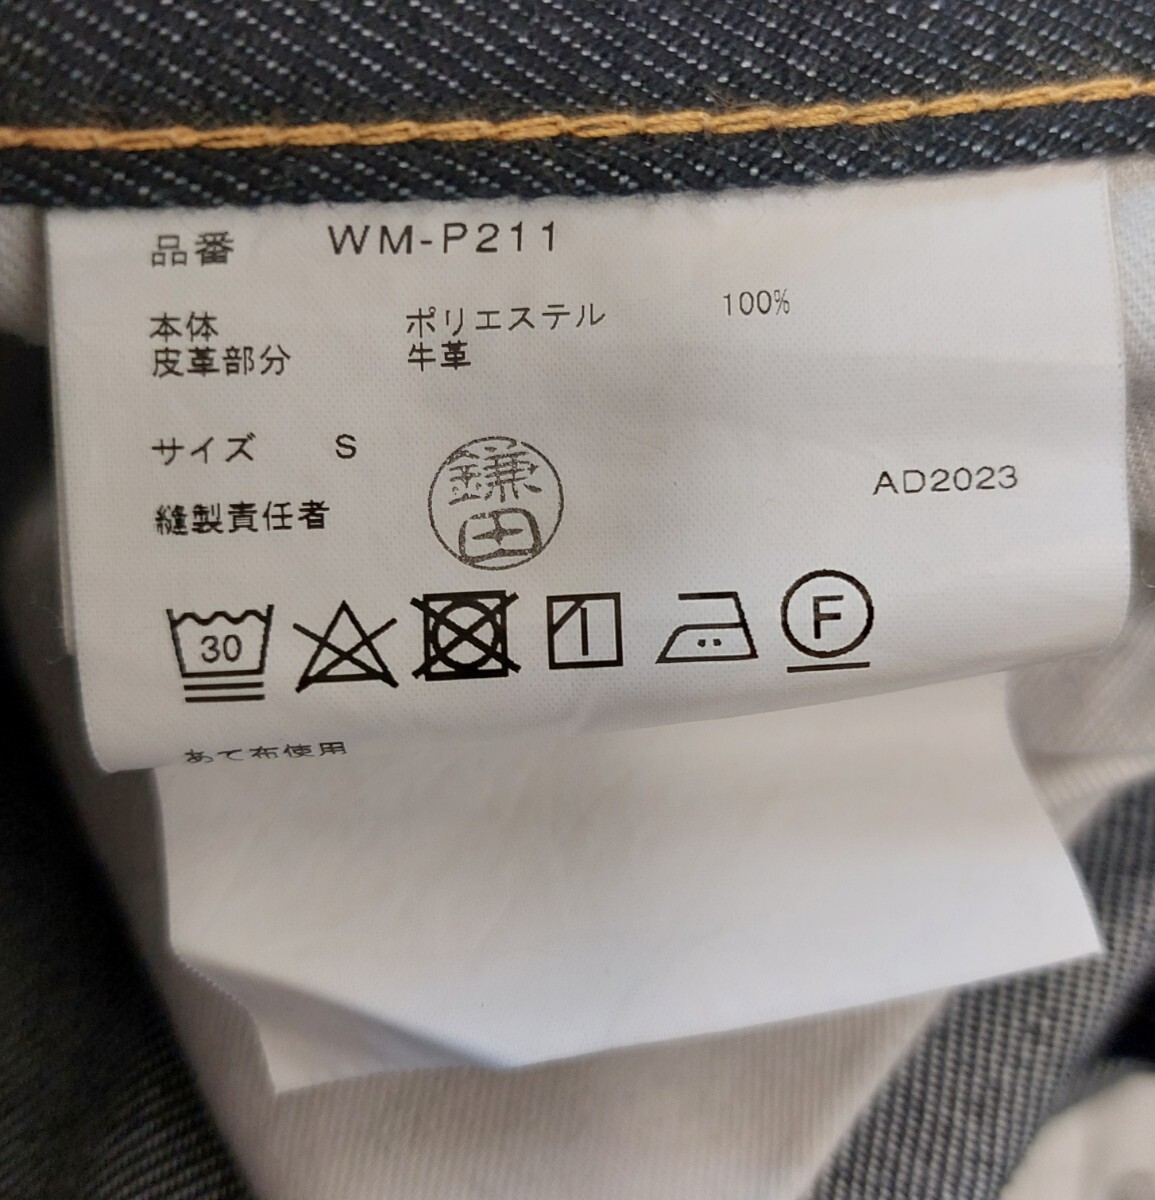 品番 WM-P211
本体 ポリエステル 100%
皮革部分 牛革
サイズ S
縫製責任者 鎌田
AD2023
30
F
あて布使用